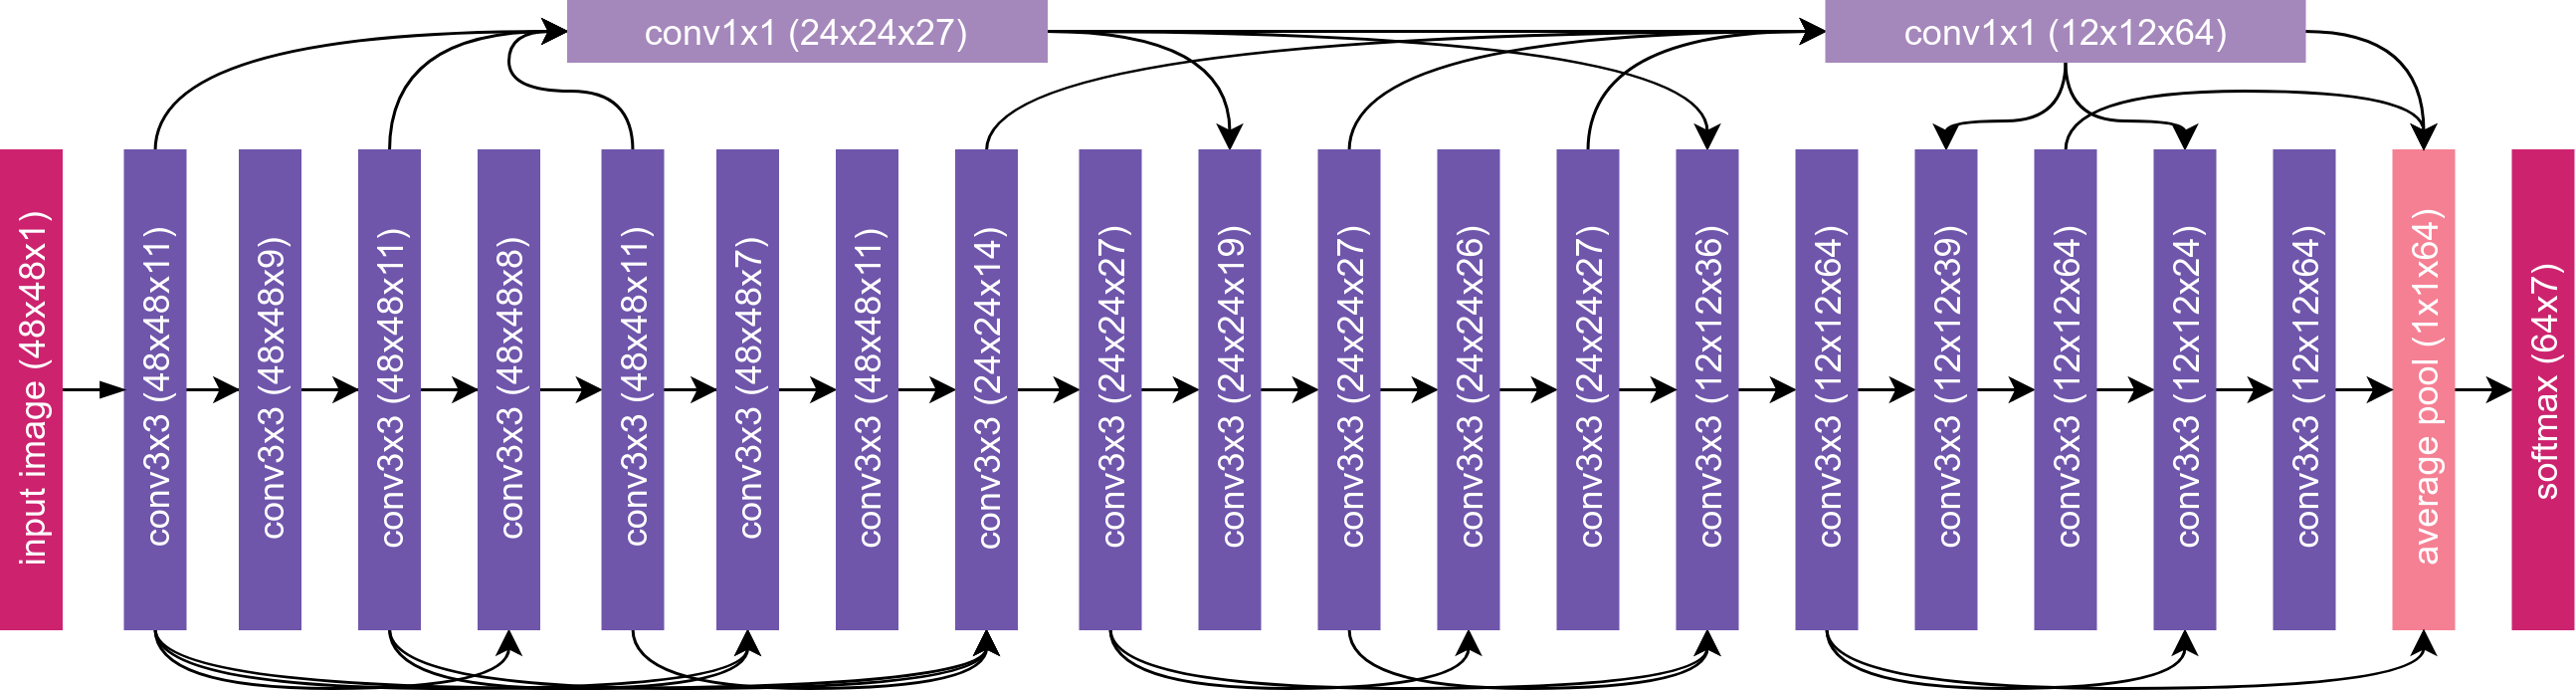 conv1x1 (24x24x27)
conv1x1 (12x12x64)
input image (48x48x1)
conv3x3 (48x48x11)
conv3x3 (48x48x9)
conv3x3 (48x48x11)
conv3x3 (48x48x8)
conv3x3 (48x48x11)
conv3x3 (48x48x7)
conv3x3 (48x48x11)
conv3x3 (24x24x14)
conv3x3 (24x24x27)
conv3x3 (24x24x19)
conv3x3 (24x24x27)
conv3x3 (24x24x26)
conv3x3 (24x24x27)
conv3x3 (12x12x36)
conv3x3 (12x12x64)
conv3x3 (12x12x39)
conv3x3 (12x12x64)
conv3x3 (12x12x24)
conv3x3 (12x12x64)
average pool (1x1x64)
softmax (64x7)